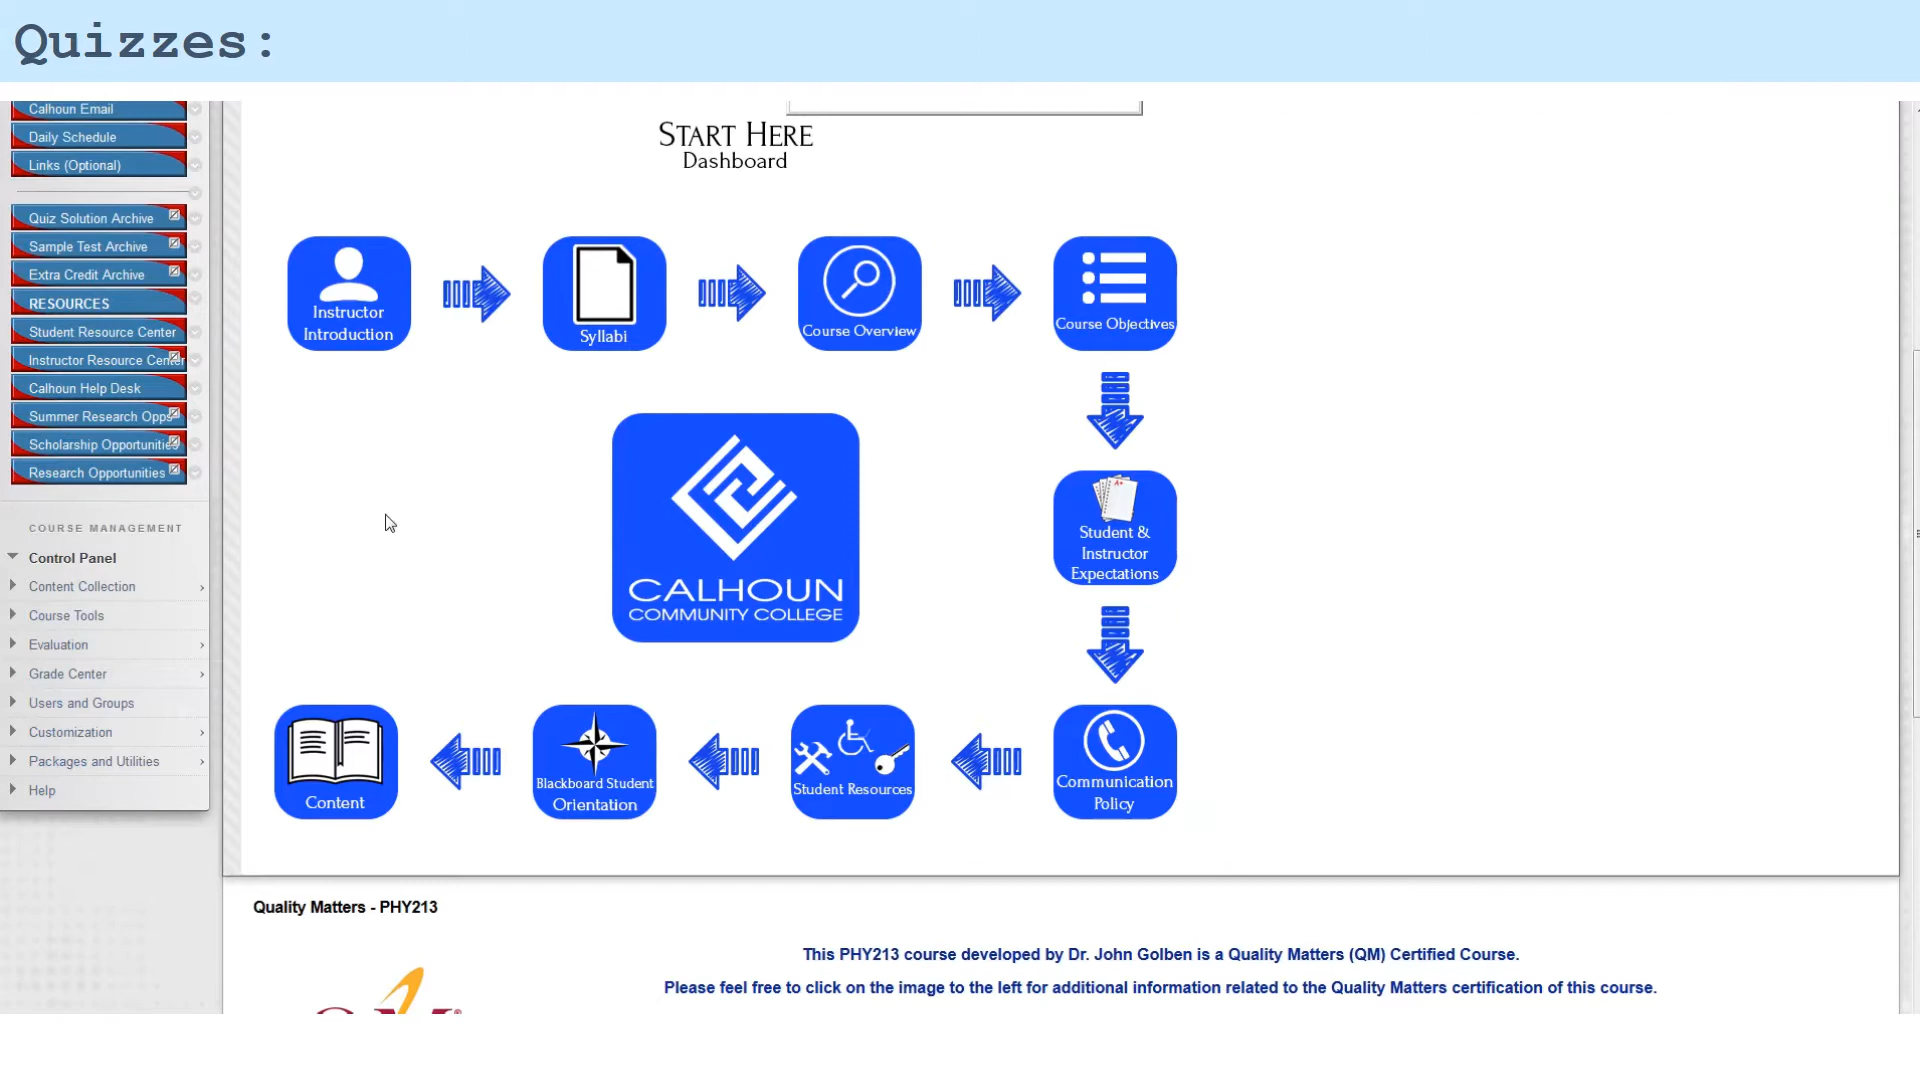 Quizzes:
Calhoun Email
Daily Schedule
Links (Optional)
Quiz Solution Archive
Sample Test Archive
Extra Credit Archive
RESOURCES
Student Resource Center
Instructor Resource Center
Calhoun Help Desk
Summer Research Opps
Scholarship Opportunities
Research Opportunities
COURSE MANAGEMENT
Control Panel
Content Collection
Course Tools
Evaluation
Grade Center
Users and Groups
Customization
Packages and Utilities
Help
START HERE
Dashboard
Instructor
Introduction
Syllabi
Course Overview
Course Objectives
A+
Student &
Instructor
Expectations
CALHOUN
COMMUNITY COLLEGE
Content
Blackboard Student
Orientation
Student Resources
Communication
Policy
Quality Matters - PHY213
This PHY213 course developed by Dr. John Golben is a Quality Matters (QM) Certified Course.
Please feel free to click on the image to the left for additional information related to the Quality Matters certification of this course.